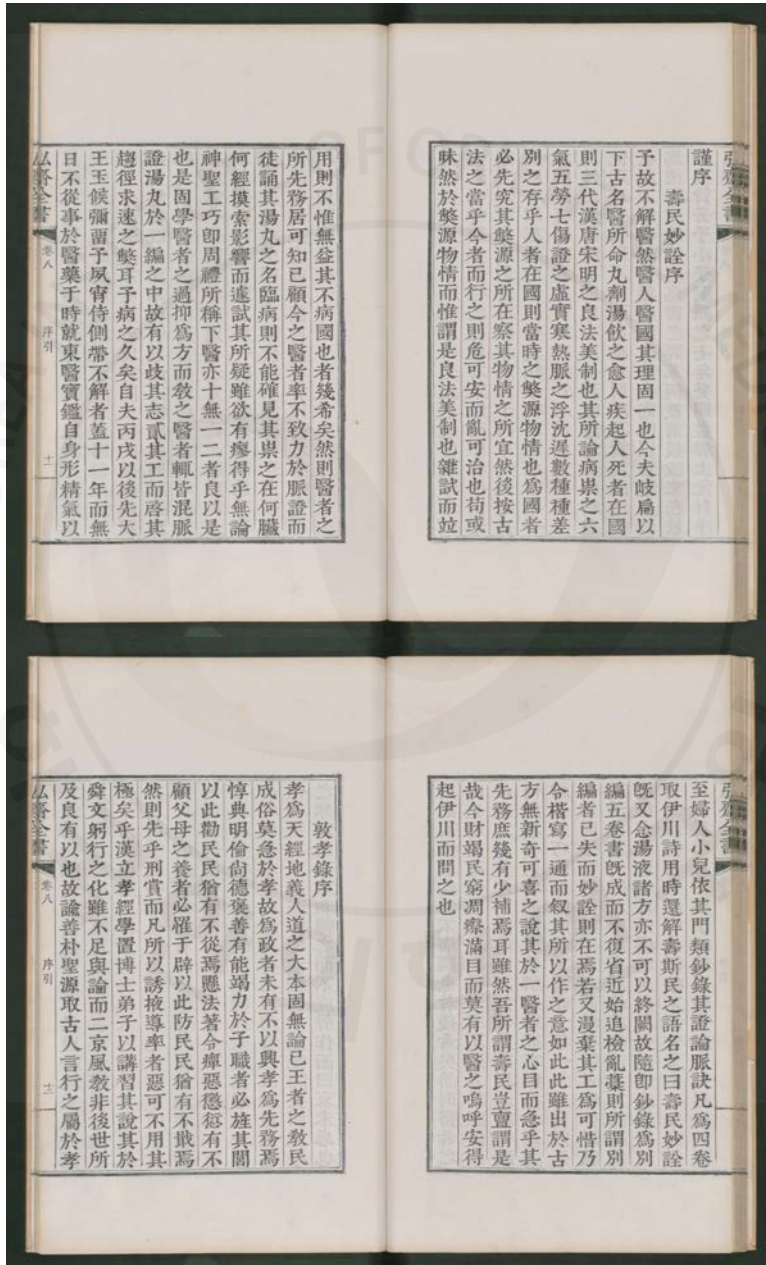 弘齋全書
謹序
壽民妙詮序
予故不解醫然醫人醫國其理固一也今夫岐扁以
下古名醫所命丸劑湯飮之愈人疾起人死者在國
則三代漢唐宋明之良法美制也其所論病祟之六
氣五勞七傷證之虛實寒熱脈之浮沈遲數種種差
別之存乎人者在國則當時之獘源物情也爲國者
必先究其獘源之所在察其物情之所宜然後按古
法之當乎今者而行之則危可安而亂可治也苟或
昧然於獘源物情而惟謂是良法美制也雜試而竝
用則不惟無益其不病國也者幾希矣然則醫者之
所先務居可知已顧今之醫者率不致力於脈證而
徒誦其湯丸之名臨病則不能確見其祟之在何臟
何經摸索影響而遽試其所疑雖欲有瘳得乎無論
神聖工巧卽周禮所稱下醫亦十無一二者良以是
也是固學醫者之過抑爲方而敎之醫者輒皆混脈
證湯丸於一編之中故有以歧其志貳其工而啓其
趨徑求速之獘耳予病之久矣自夫丙戌以後先大
王玉候彌留予夙宵侍側帶不解者蓋十一年而無
日不從事於醫藥于時就東醫寶鑑自身形精氣以
弘齋全書
卷八
序引
十二
弘齋全書
至婦人小兒依其門類鈔錄其證論脈訣凡爲四卷
取伊川詩用時還解壽斯民之語名之曰壽民妙詮
旣又念湯液諸方亦不可以終闕故隨卽鈔錄爲別
編五卷書旣成而不復省近始追檢亂藁則所謂別
編者已失而妙詮則在焉若又漫棄其工爲可惜乃
令楷寫一通而叙其所以作之意如此此雖出於古
方無新奇可喜之說其於一醫者之心目而急乎其
先務庶幾有少補焉耳雖然吾所謂壽民豈亶謂是
哉今財竭民窮凋瘵滿目而莫有以醫之嗚呼安得
起伊川而問之也
敦孝錄序
孝爲天經地義人道之大本固無論已王者之敎民
成俗莫急於孝故爲政者未有不以興孝爲先務焉
惇典明倫尙德褒善有能竭力於子職者必旌其閭
以此勸民民猶有不從焉懸法著令癉惡懲愆有不
顧父母之養者必罹于辟以此防民民猶有不戢焉
然則先乎刑賞而凡所以誘掖導率者惡可不用其
極矣乎漢立孝經學置博士弟子以講習其說其於
舜文躬行之化雖不足與論而二京風敎非後世所
及良有以也故論善朴聖源取古人言行之屬於孝
弘齋全書
卷八
序引
十三